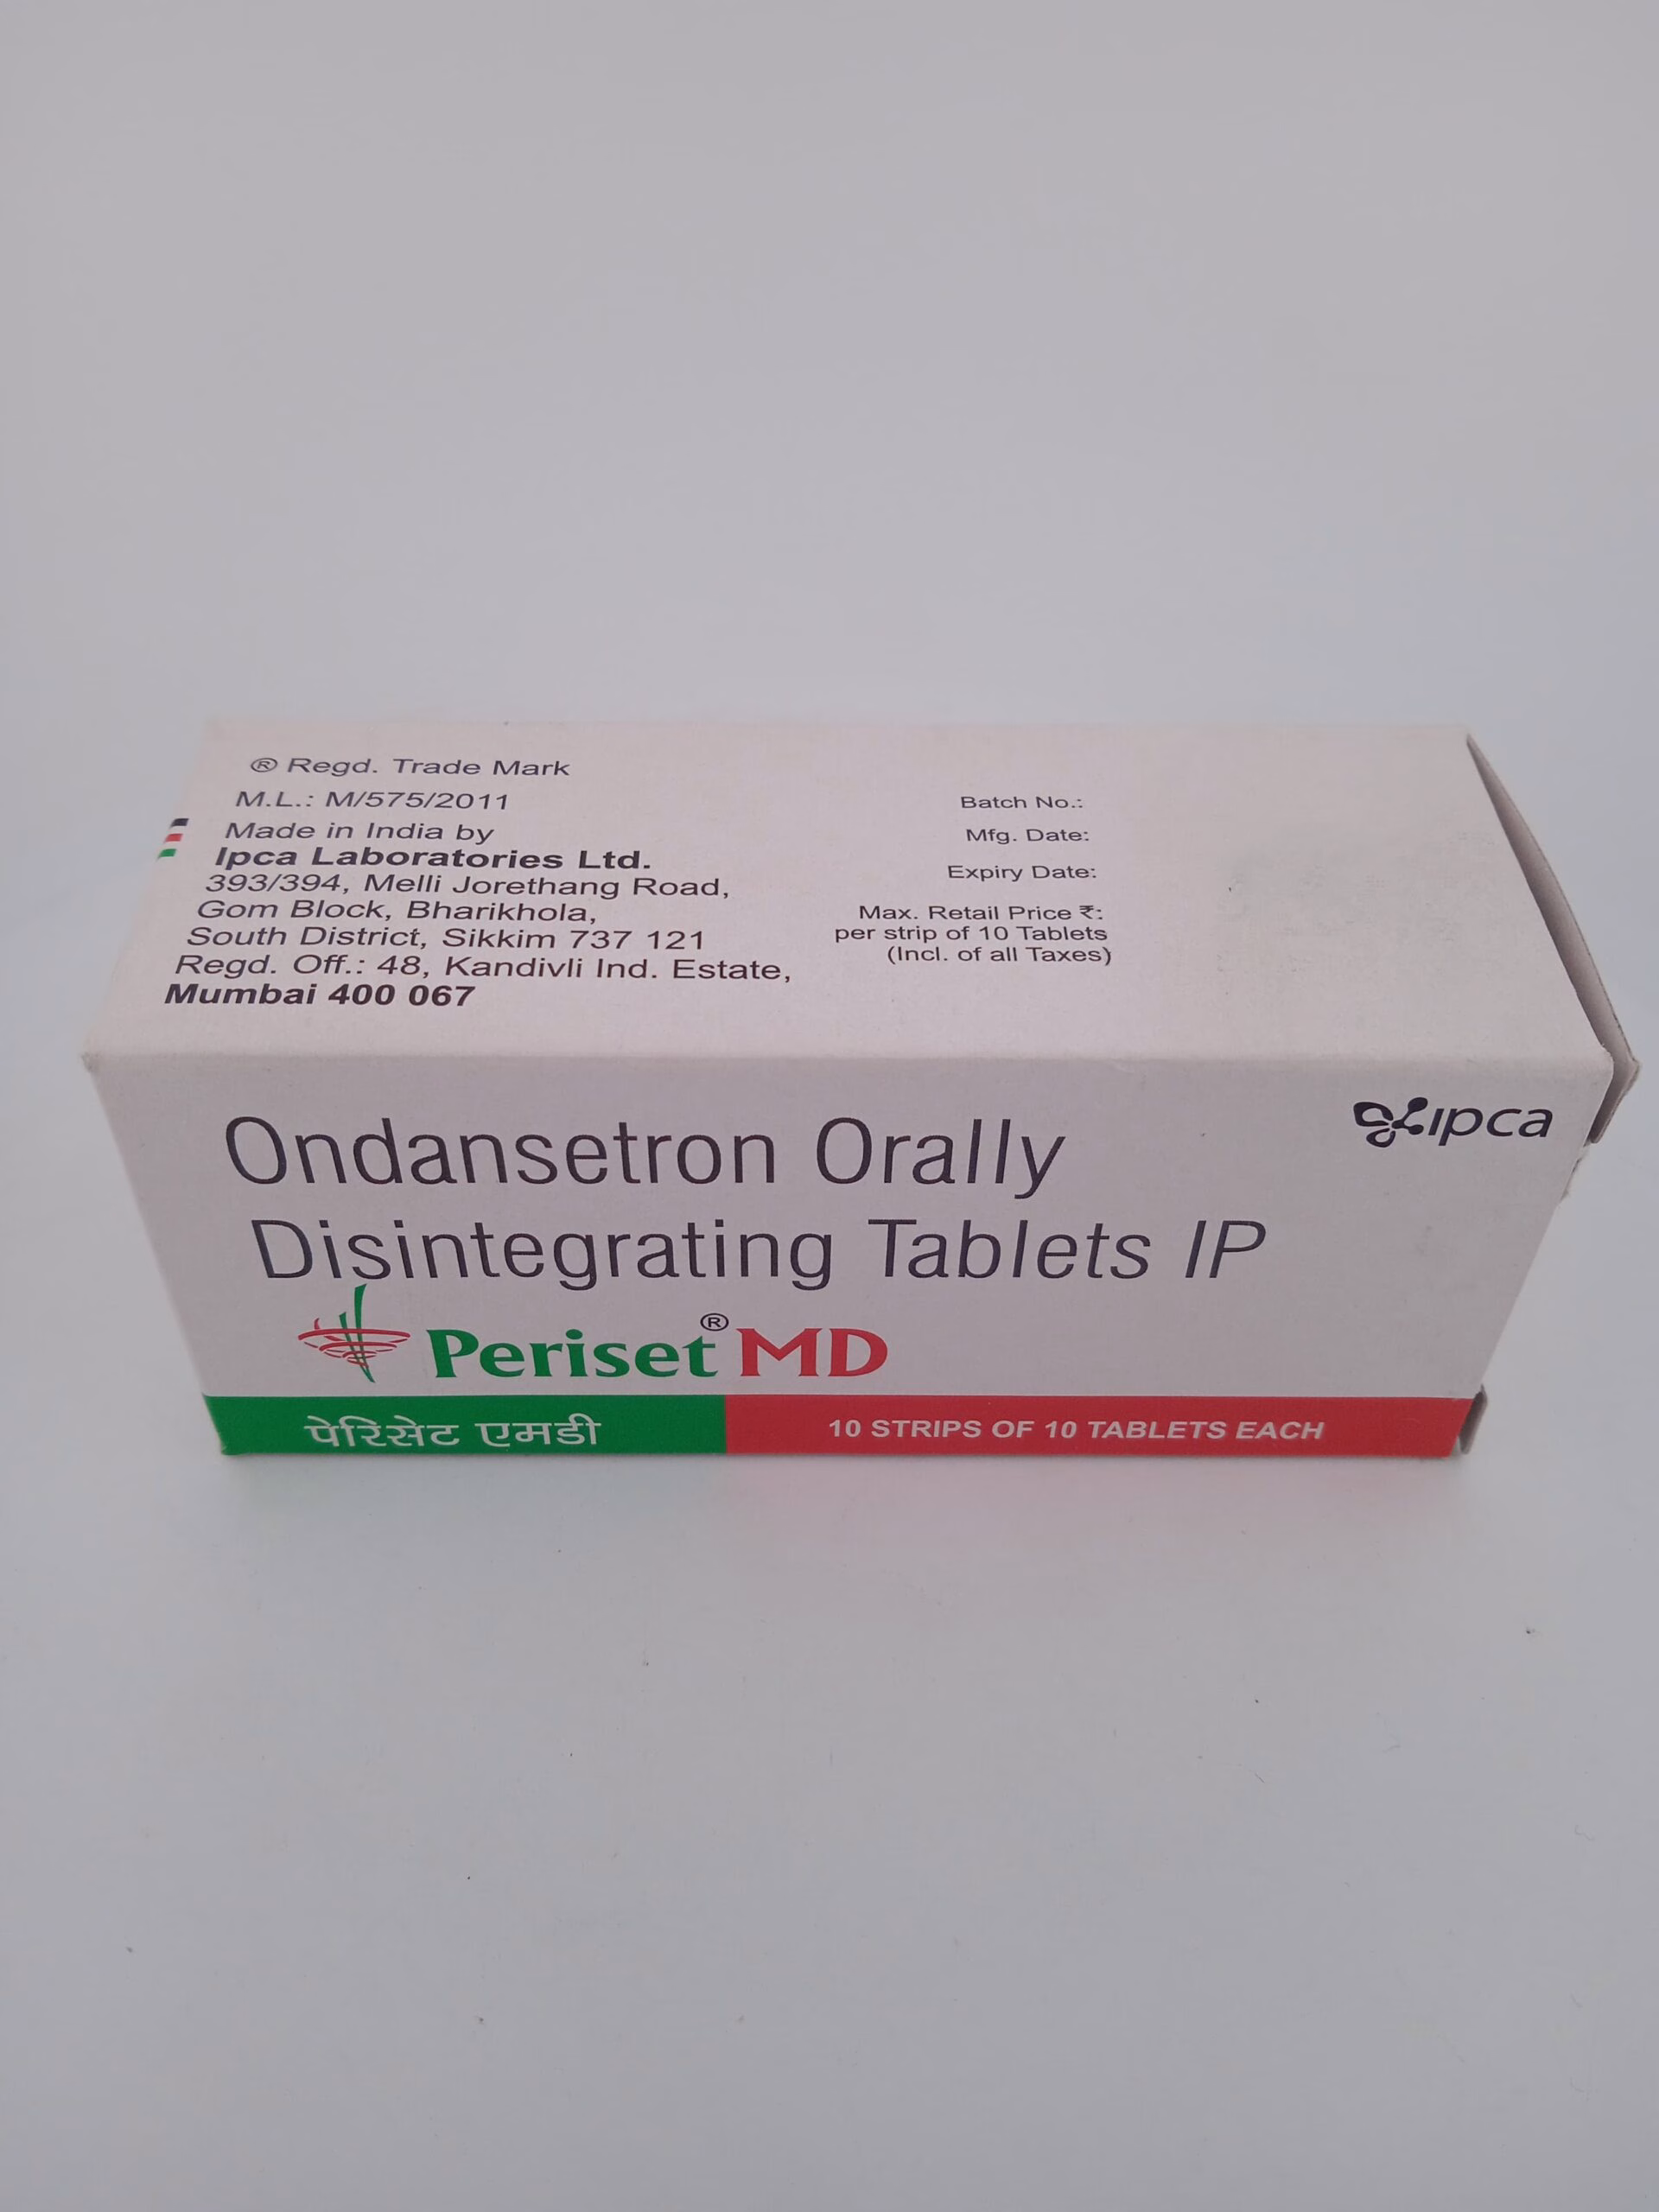 ® Regd. Trade Mark
M.L.: M/575/2011
Made in India by
Ipca Laboratories Ltd.
393/394, Melli Jorethang Road,
Gom Block, Bharikhola,
South District, Sikkim 737 121
Regd. Off.: 48, Kandivli Ind. Estate,
Mumbai 400 067
Batch No.:
Mfg. Date:
Expiry Date:
Max. Retail Price ₹:
per strip of 10 Tablets
(Incl. of all Taxes)
ipca
Ondansetron Orally
Disintegrating Tablets IP
Periset® MD
पेरिसेट एमडी
10 STRIPS OF 10 TABLETS EACH